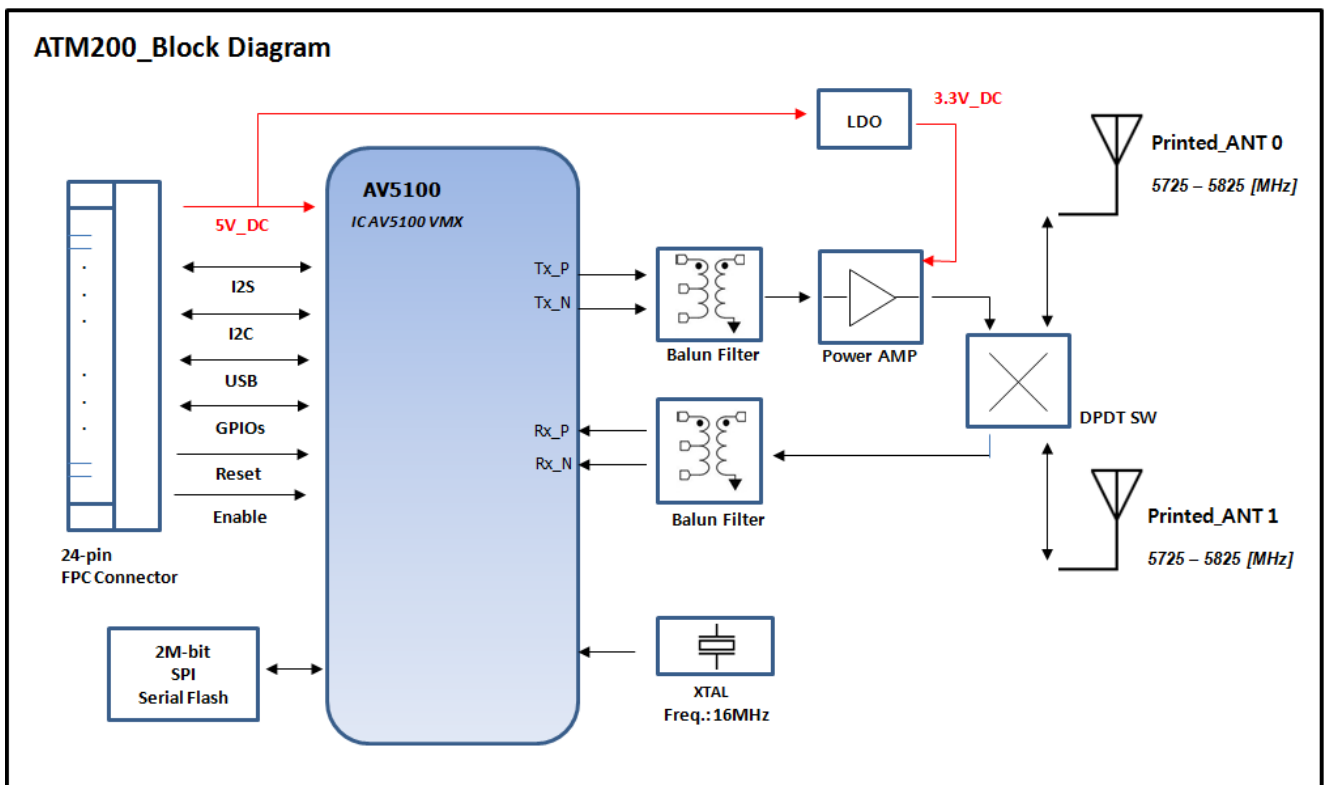 ATM200_Block Diagram
3.3V_DC
LDO
Printed_ANT 0
5725 – 5825 [MHz]
AV5100
IC AV5100 VMX
5V_DC
I2S
I2C
USB
GPIOs
Reset
Enable
24-pin
FPC Connector
Tx_P
Tx_N
Balun Filter
Power AMP
DPDT SW
Rx_P
Rx_N
Balun Filter
Printed_ANT 1
5725 – 5825 [MHz]
2M-bit
SPI
Serial Flash
XTAL
Freq.:16MHz